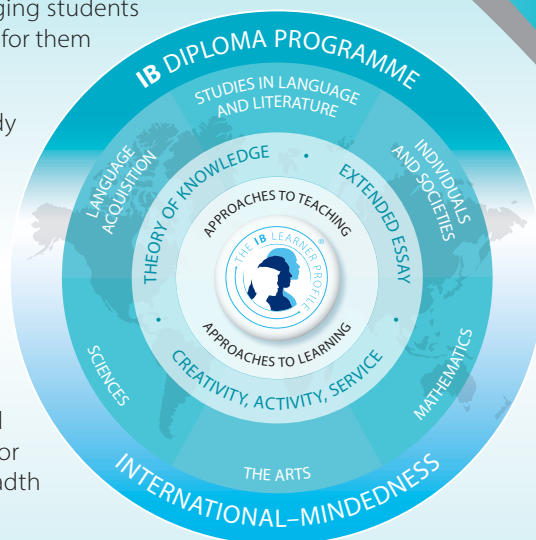 ging students
for them
dy
l
or
adth
IB DIPLOMA PROGRAMME
STUDIES IN LANGUAGE
AND LITERATURE
LANGUAGE
ACQUISITION
INDIVIDUALS
AND SOCIETIES
THEORY OF KNOWLEDGE
•
EXTENDED ESSAY
APPROACHES TO TEACHING
THE IB LEARNER PROFILE ®
APPROACHES TO LEARNING
• CREATIVITY, ACTIVITY, SERVICE •
SCIENCES
MATHEMATICS
THE ARTS
INTERNATIONAL–MINDEDNESS